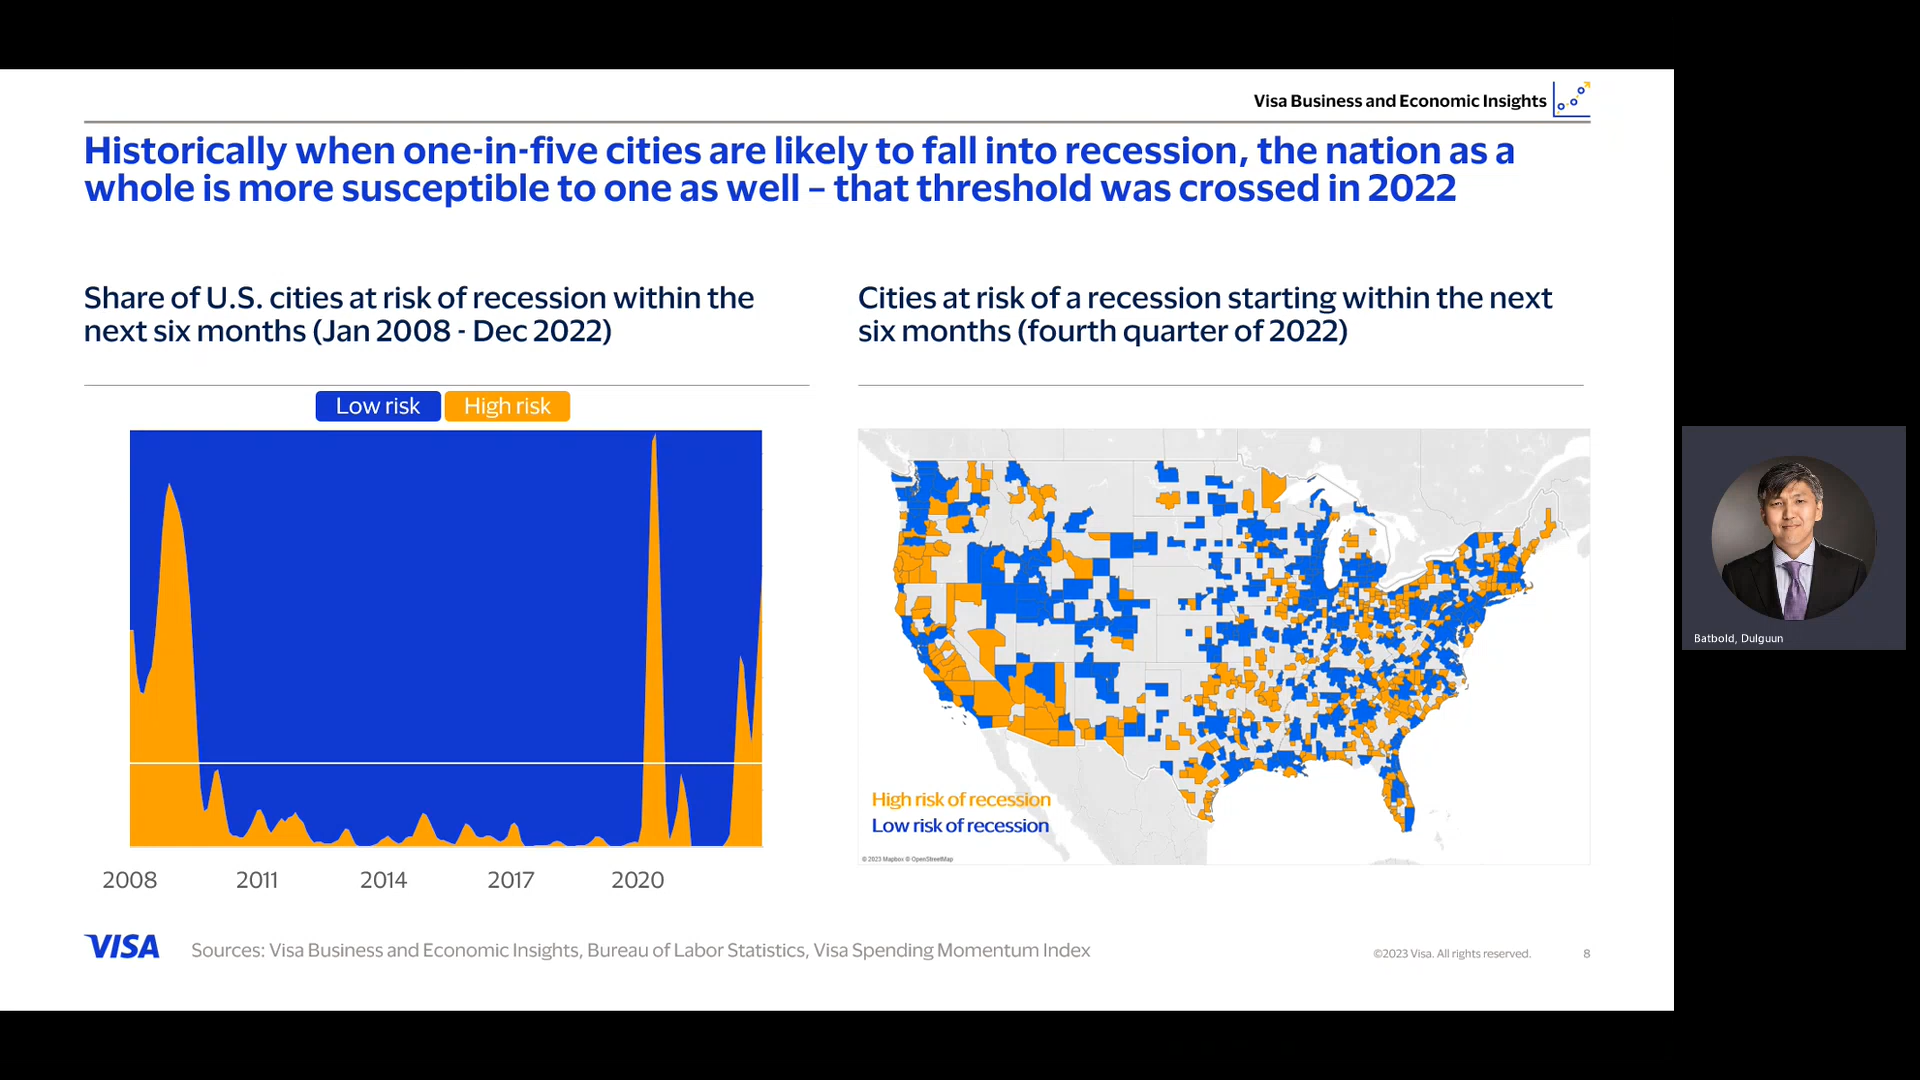 Visa Business and Economic Insights
Historically when one-in-five cities are likely to fall into recession, the nation as a
whole is more susceptible to one as well – that threshold was crossed in 2022
Share of U.S. cities at risk of recession within the
next six months (Jan 2008 - Dec 2022)
Low risk High risk
2008 2011 2014 2017 2020
Cities at risk of a recession starting within the next
six months (fourth quarter of 2022)
High risk of recession
Low risk of recession
© 2023 Mapbox © OpenStreetMap
Batbold, Dulguun
VISA
Sources: Visa Business and Economic Insights, Bureau of Labor Statistics, Visa Spending Momentum Index
©2023 Visa. All rights reserved.
8